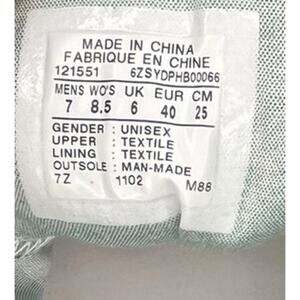 MADE IN CHINA
FABRIQUE EN CHINE
121551 6ZSYDPHB00066
MENS WO'S UK EUR CM
7 8.5 6 40 25
GENDER : UNISEX
UPPER : TEXTILE
LINING : TEXTILE
OUTSOLE : MAN-MADE
7Z 1102 M88